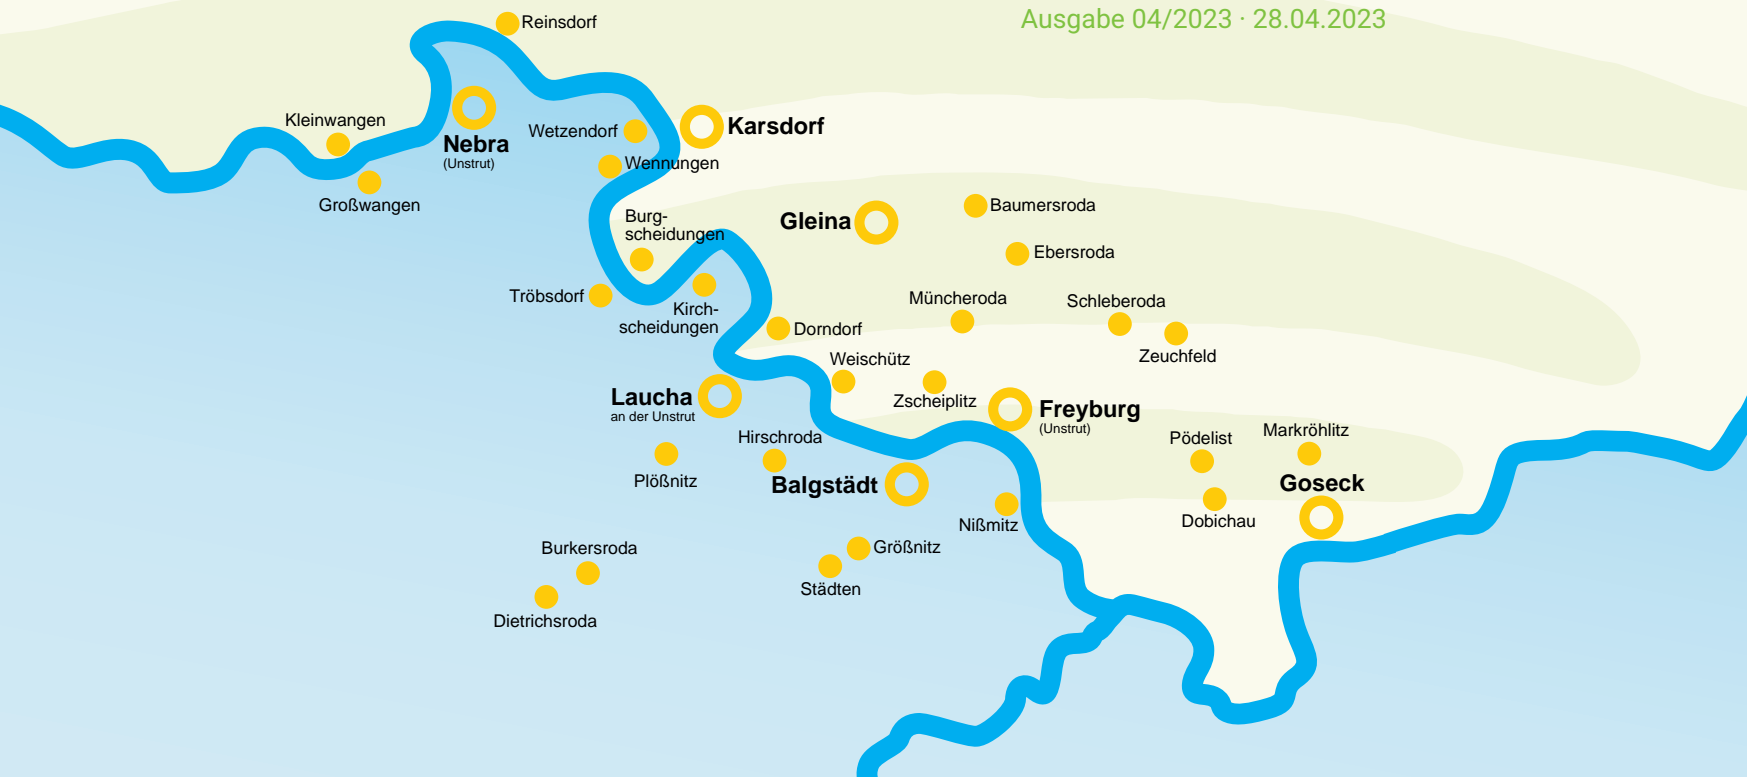 Ausgabe 04/2023 · 28.04.2023
Reinsdorf
Kleinwangen
Nebra
(Unstrut)
Wetzendorf
Karsdorf
Wennungen
Großwangen
Burg-
scheidungen
Gleina
Baumersroda
Ebersroda
Tröbsdorf
Kirch-
scheidungen
Müncheroda
Schleberoda
Dorndorf
Zeuchfeld
Weischütz
Laucha
an der Unstrut
Zscheiplitz
Freyburg
(Unstrut)
Hirschroda
Pödelist
Markröhlitz
Plößnitz
Balgstädt
Goseck
Nißmitz
Dobichau
Burkersroda
Größnitz
Städten
Dietrichsroda